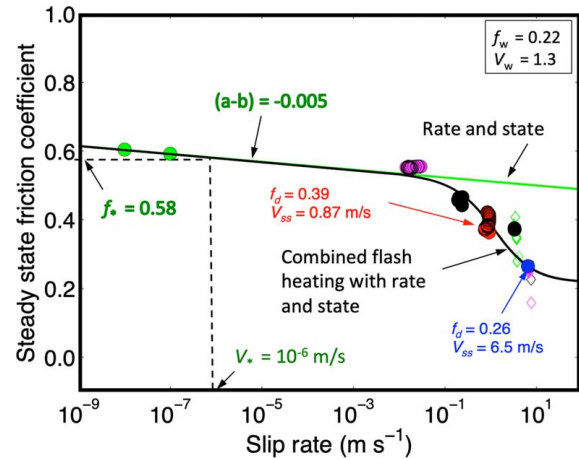 1.0
0.8
0.6
0.4
0.2
0.0
Steady state friction coefficient
f_w = 0.22
V_w = 1.3
(a-b) = -0.005
Rate and state
f_* = 0.58
f_d = 0.39
V_ss = 0.87 m/s
Combined flash
heating with rate
and state
f_d = 0.26
V_ss = 6.5 m/s
V_* = 10⁻⁶ m/s
10⁻⁹
10⁻⁷
10⁻⁵
10⁻³
10⁻¹
10¹
Slip rate (m s⁻¹)